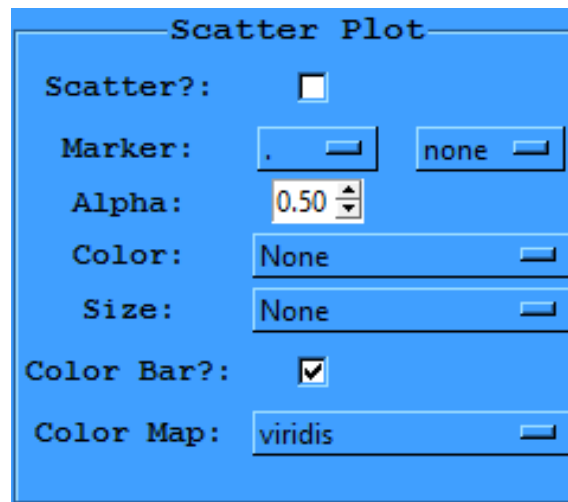 Scatter Plot
Scatter?:
Marker: . none
Alpha: 0.50
Color: None
Size: None
Color Bar?:
Color Map: viridis